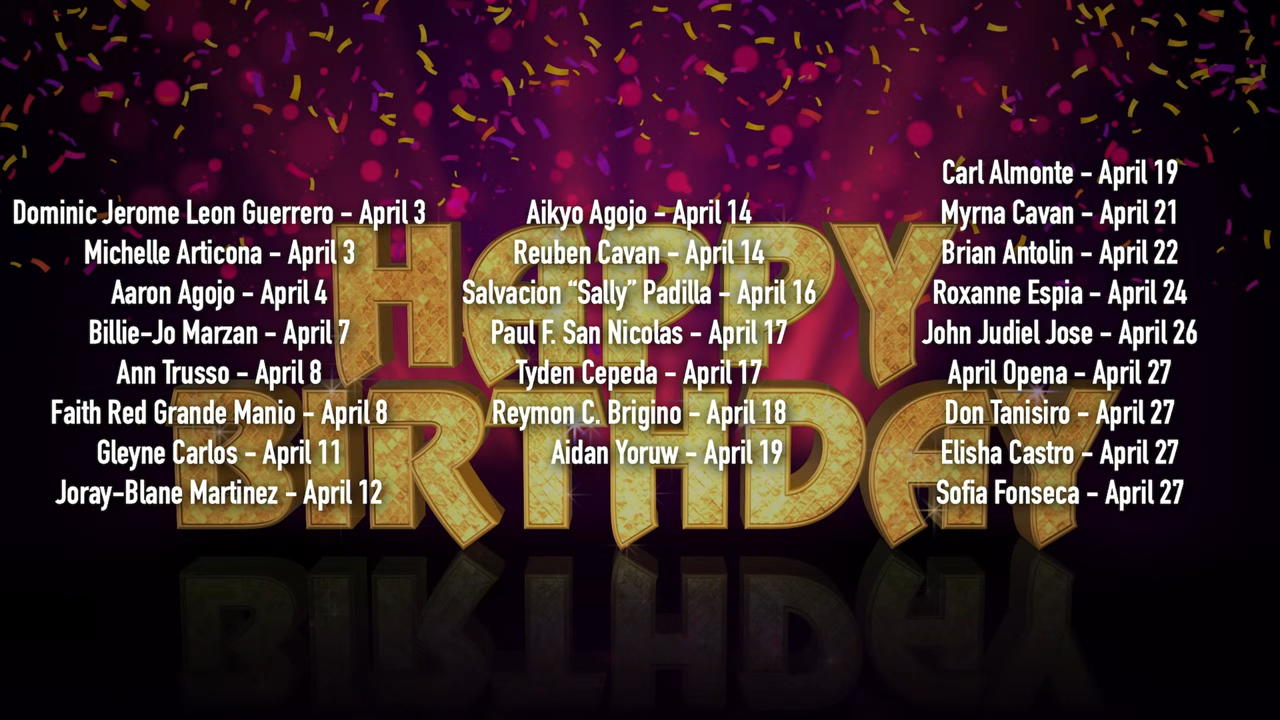 Dominic Jerome Leon Guerrero – April 3
Michelle Articona – April 3
Aaron Agojo – April 4
Billie-Jo Marzan – April 7
Ann Trusso – April 8
Faith Red Grande Manio – April 8
Gleyne Carlos – April 11
Joray-Blane Martinez – April 12
Aikyo Agojo – April 14
Reuben Cavan – April 14
Salvacion “Sally” Padilla – April 16
Paul F. San Nicolas – April 17
Tyden Cepeda – April 17
Reymon C. Brigino – April 18
Aidan Yoruw – April 19
Carl Almonte – April 19
Myrna Cavan – April 21
Brian Antolin – April 22
Roxanne Espia – April 24
John Judiel Jose – April 26
April Opena – April 27
Don Tanisiro – April 27
Elisha Castro – April 27
Sofia Fonseca – April 27
HAPPY
BIRTHDAY